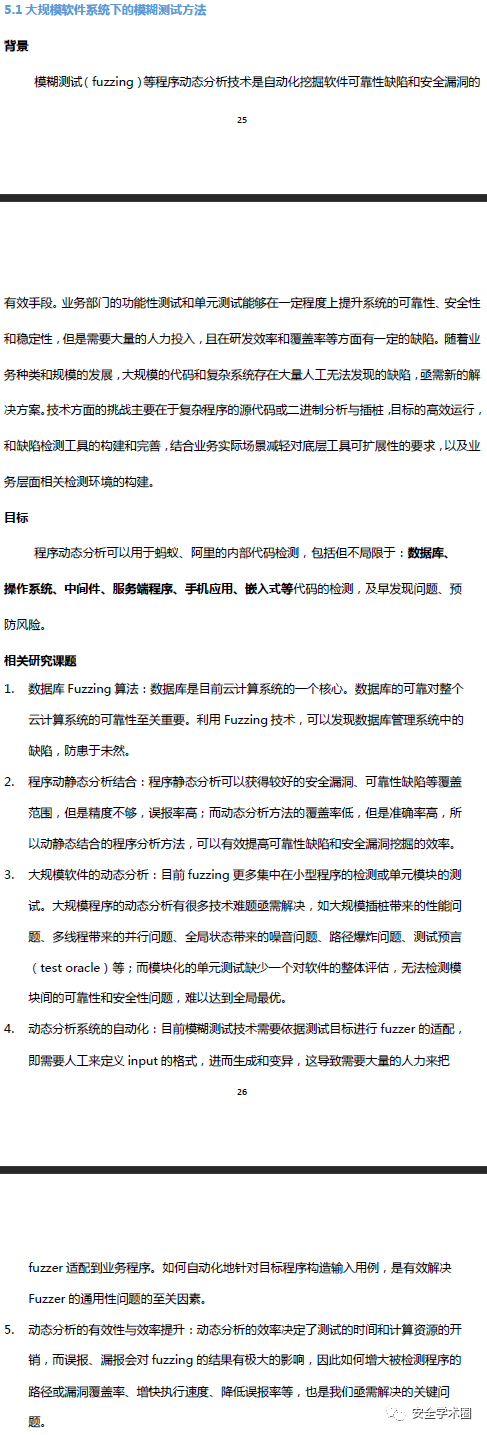 5.1 大规模软件系统下的模糊测试方法
背景
模糊测试（fuzzing）等程序动态分析技术是自动化挖掘软件可靠性缺陷和安全漏洞的
25
有效手段。业务部门的功能性测试和单元测试能够在一定程度上提升系统的可靠性、安全性
和稳定性，但是需要大量的人力投入，且在研发效率和覆盖率等方面有一定的缺陷。随着业
务种类和规模的发展，大规模的代码和复杂系统存在大量人工无法发现的缺陷，亟需新的解
决方案。技术方面的挑战主要在于复杂程序的源代码或二进制分析与插桩，目标的高效运行，
和缺陷检测工具的构建和完善，结合业务实际场景减轻对底层工具可扩展性的要求，以及业
务层面相关检测环境的构建。
目标
程序动态分析可以用于蚂蚁、阿里的内部代码检测，包括但不局限于：数据库、
操作系统、中间件、服务端程序、手机应用、嵌入式等代码的检测，及早发现问题、预
防风险。
相关研究课题
1. 数据库 Fuzzing 算法：数据库是目前云计算系统的一个核心。数据库的可靠对整个
云计算系统的可靠性至关重要。利用 Fuzzing 技术，可以发现数据库管理系统中的
缺陷，防患于未然。
2. 程序动静态分析结合：程序静态分析可以获得较好的安全漏洞、可靠性缺陷等覆盖
范围，但是精度不够，误报率高；而动态分析方法的覆盖率低，但是准确率高，所
以动静态结合的程序分析方法，可以有效提高可靠性缺陷和安全漏洞挖掘的效率。
3. 大规模软件的动态分析：目前 fuzzing 更多集中在小型程序的检测或单元模块的测
试。大规模程序的动态分析有很多技术难题亟需解决，如大规模插桩带来的性能问
题、多线程带来的并行问题、全局状态带来的噪音问题、路径爆炸问题、测试预言
（test oracle）等；而模块化的单元测试缺少一个对软件的整体评估，无法检测模
块间的可靠性和安全性问题，难以达到全局最优。
4. 动态分析系统的自动化：目前模糊测试技术需要依据测试目标进行 fuzzer 的适配，
即需要人工来定义 input 的格式，进而生成和变异，这导致需要大量的人力来把
26
fuzzer 适配到业务程序。如何自动化地针对目标程序构造输入用例，是有效解决
Fuzzer 的通用性问题的至关因素。
5. 动态分析的有效性与效率提升：动态分析的效率决定了测试的时间和计算资源的开
销，而误报、漏报会对 fuzzing 的结果有极大的影响，因此如何增大被检测程序的
路径或漏洞覆盖率、增快执行速度、降低误报率等，也是我们亟需解决的关键问
题。
安全学术圈